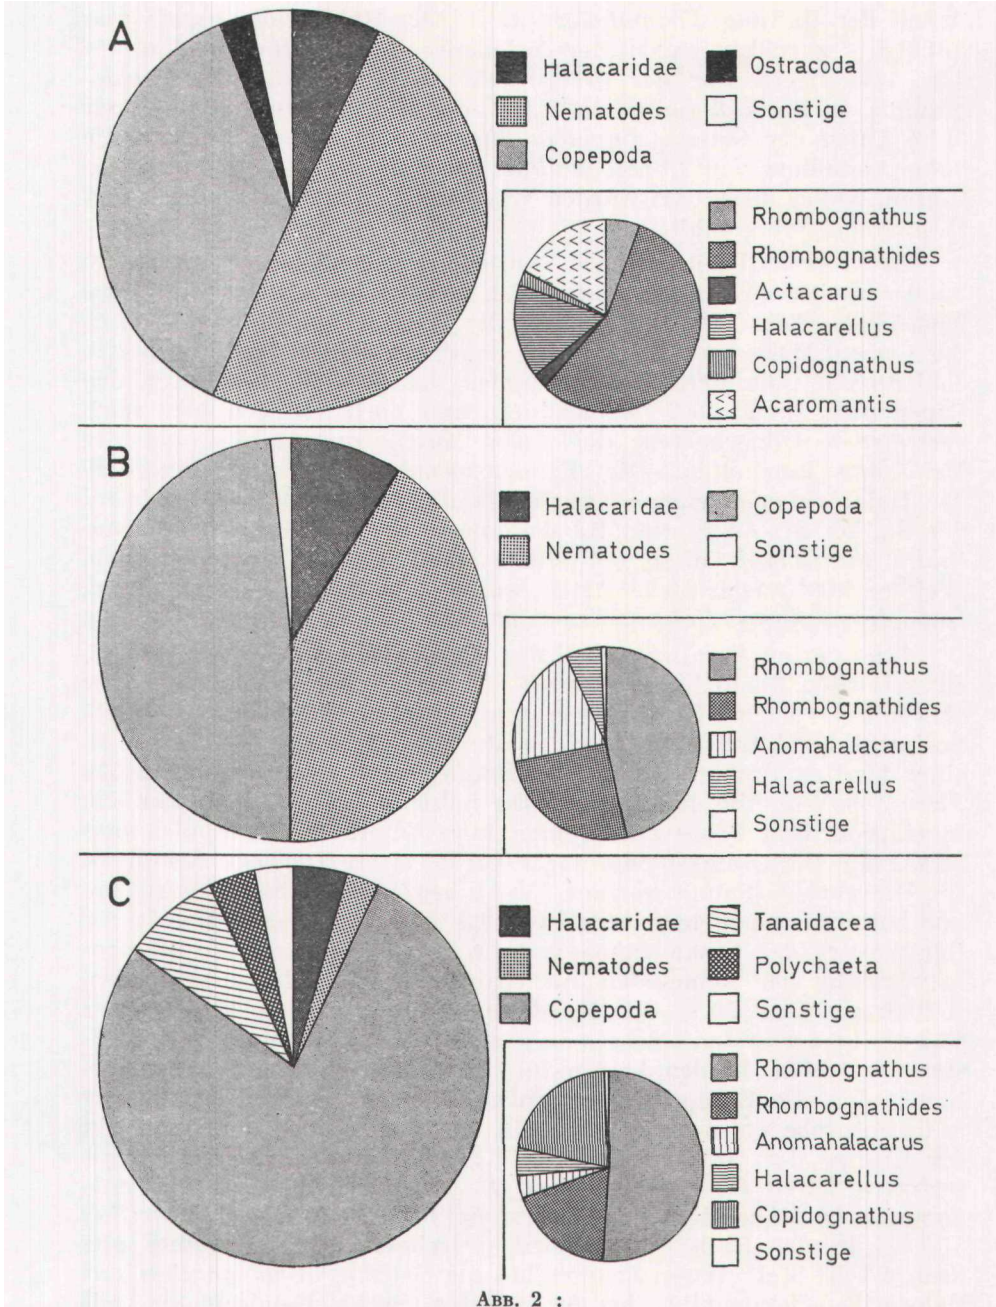 A
Halacaridae
Ostracoda
Nematodes
Sonstige
Copepoda
Rhombognathus
Rhombognathides
Actacarus
Halacarellus
Copidognathus
Acaromantis
B
Halacaridae
Copepoda
Nematodes
Sonstige
Rhombognathus
Rhombognathides
Anomahalacarus
Halacarellus
Sonstige
C
Halacaridae
Tanaidacea
Nematodes
Polychaeta
Copepoda
Sonstige
Rhombognathus
Rhombognathides
Anomahalacarus
Halacarellus
Copidognathus
Sonstige
ABB. 2 :